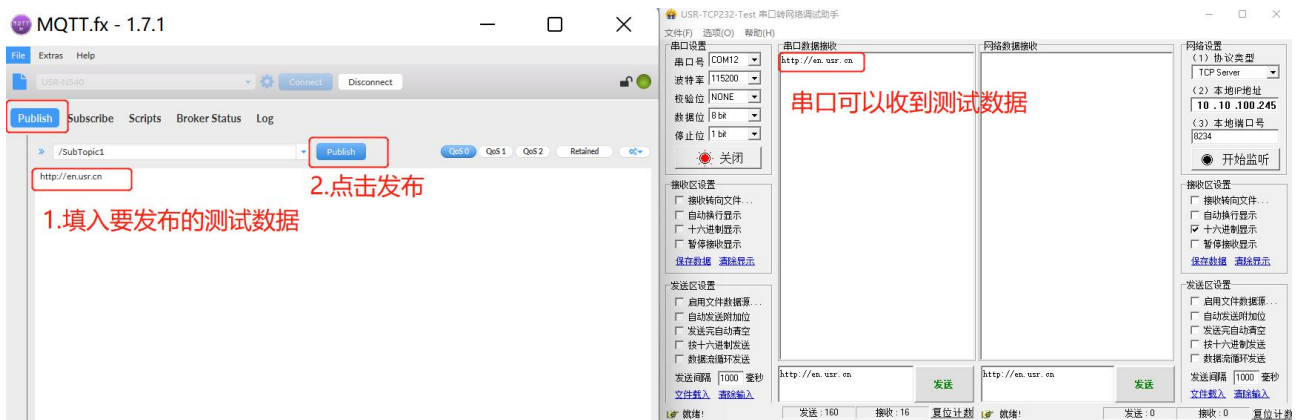 MQTT.fx - 1.7.1
File Extras Help
USR-N540 Connect Disconnect
Publish Subscribe Scripts Broker Status Log
» /SubTopic1 Publish QoS 0 QoS 1 QoS 2 Retained
http://en.usr.cn
2.点击发布
1.填入要发布的测试数据
USR-TCP232-Test 串口转网络调试助手
文件(F) 选项(O) 帮助(H)
串口设置
串口号 COM12
波特率 115200
校验位 NONE
数据位 8 bit
停止位 1 bit
关闭
接收区设置
接收转向文件...
自动换行显示
十六进制显示
暂停接收显示
保存数据 清除显示
发送区设置
启用文件数据源...
自动发送附加位
发送完自动清空
按十六进制发送
数据流循环发送
发送间隔 1000 毫秒
文件载入 清除输入
串口数据接收
http://en.usr.cn
串口可以收到测试数据
http://en.usr.cn 发送
网络数据接收
http://en.usr.cn 发送
网络设置
(1) 协议类型
TCP Server
(2) 本地IP地址
10 .10 .100.245
(3) 本地端口号
8234
开始监听
接收区设置
接收转向文件...
自动换行显示
十六进制显示
暂停接收显示
保存数据 清除显示
发送区设置
启用文件数据源...
自动发送附加位
发送完自动清空
按十六进制发送
数据流循环发送
发送间隔 1000 毫秒
文件载入 清除输入
就绪! 发送:160 接收:16 复位计数 就绪! 发送:0 接收:0 复位计数